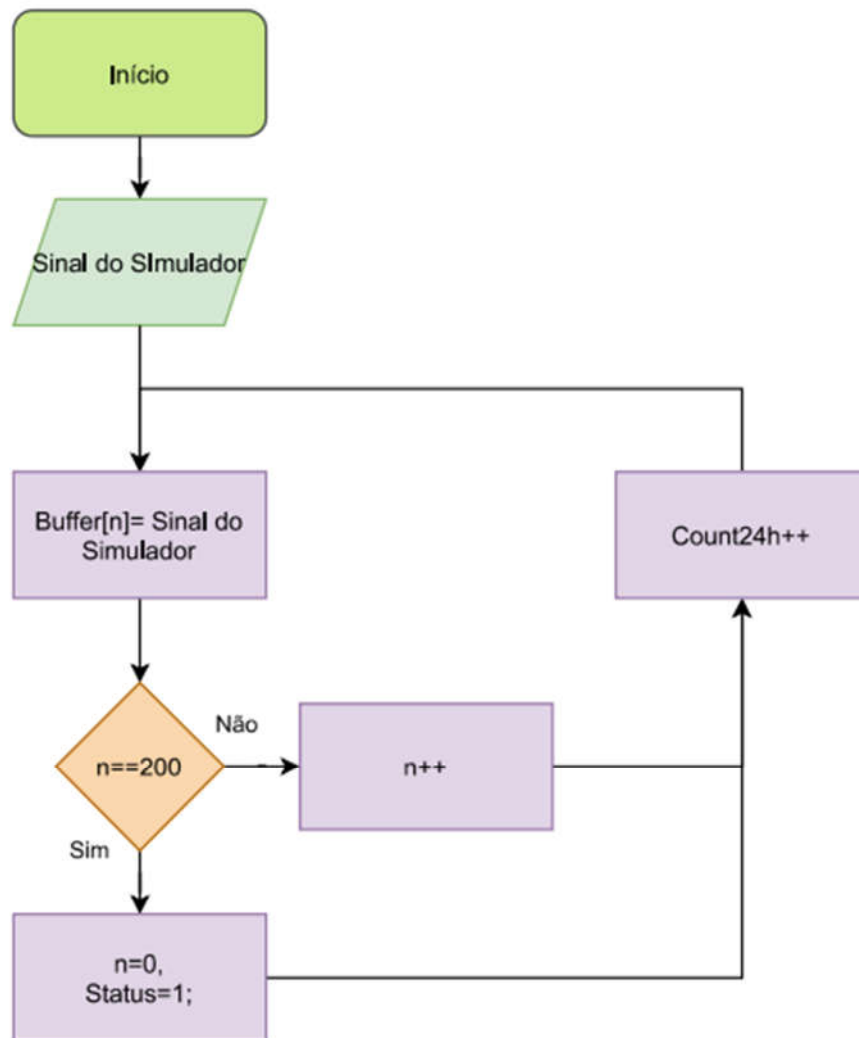 Início
Sinal do SImulador
Buffer[n]= Sinal do
Simulador
Count24h++
n==200
Não
n++
Sim
n=0,
Status=1;